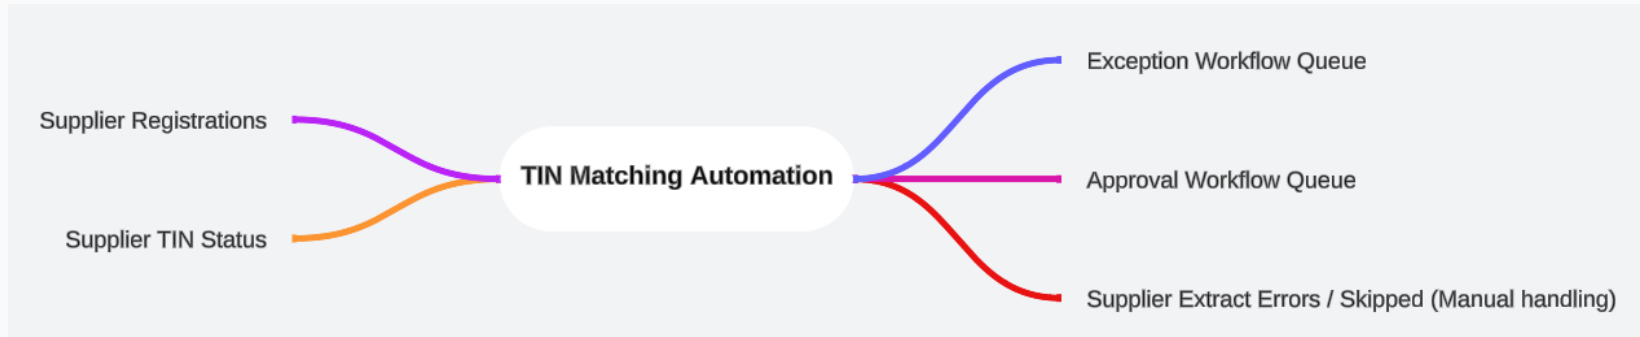 Supplier Registrations
Supplier TIN Status
TIN Matching Automation
Exception Workflow Queue
Approval Workflow Queue
Supplier Extract Errors / Skipped (Manual handling)